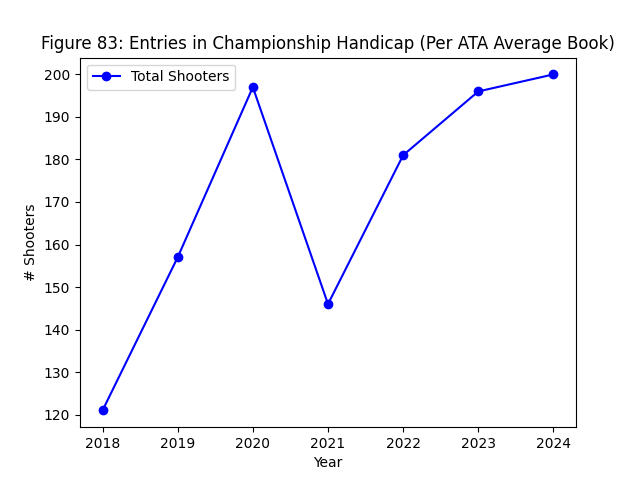 Figure 83: Entries in Championship Handicap (Per ATA Average Book)
Total Shooters
200
190
180
170
160
150
140
130
120
# Shooters
2018 2019 2020 2021 2022 2023 2024
Year